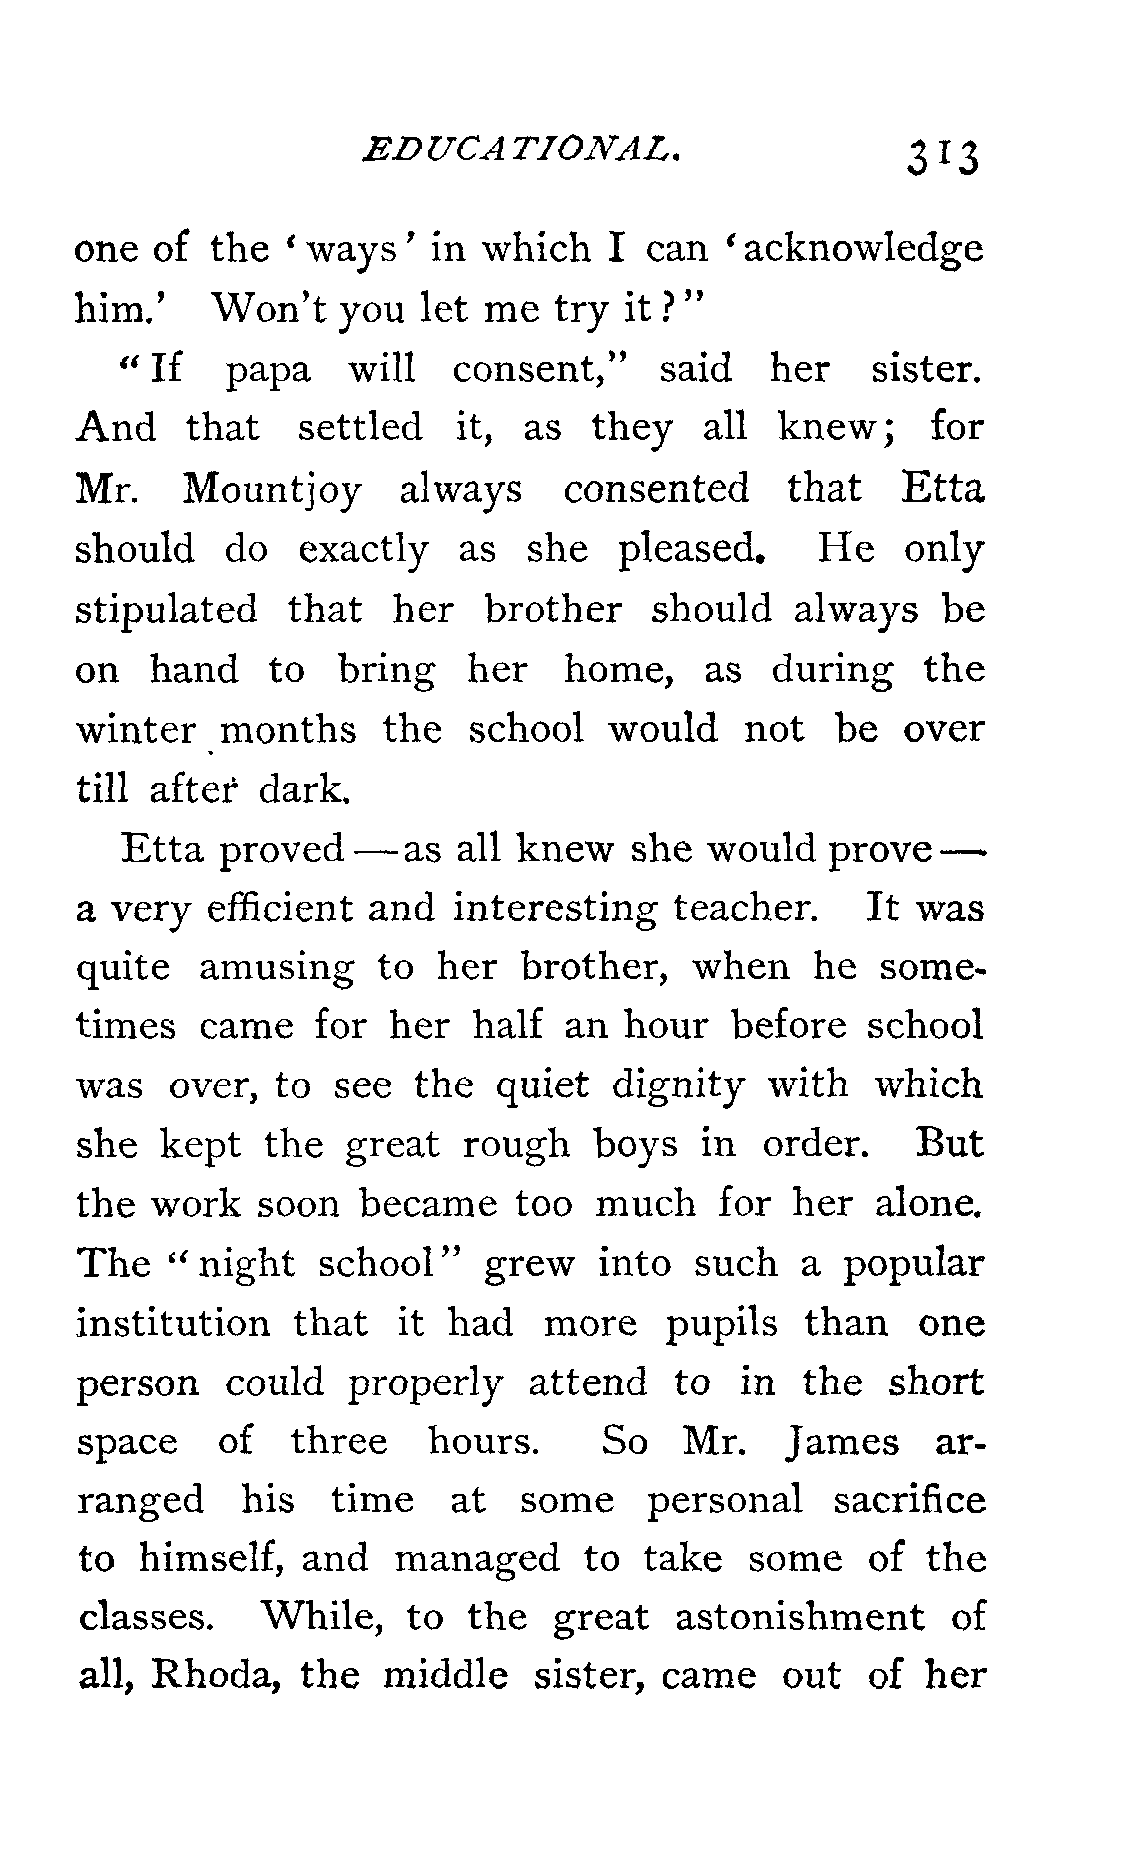 EDUCATIONAL. 313
one of the ‘ ways ’ in which I can ‘ acknowledge
him.’ Won’t you let me try it ? ”
“ If papa will consent,” said her sister.
And that settled it, as they all knew; for
Mr. Mountjoy always consented that Etta
should do exactly as she pleased. He only
stipulated that her brother should always be
on hand to bring her home, as during the
winter months the school would not be over
till after dark.
Etta proved — as all knew she would prove —
a very efficient and interesting teacher. It was
quite amusing to her brother, when he some-
times came for her half an hour before school
was over, to see the quiet dignity with which
she kept the great rough boys in order. But
the work soon became too much for her alone.
The “ night school ” grew into such a popular
institution that it had more pupils than one
person could properly attend to in the short
space of three hours. So Mr. James ar-
ranged his time at some personal sacrifice
to himself, and managed to take some of the
classes. While, to the great astonishment of
all, Rhoda, the middle sister, came out of her